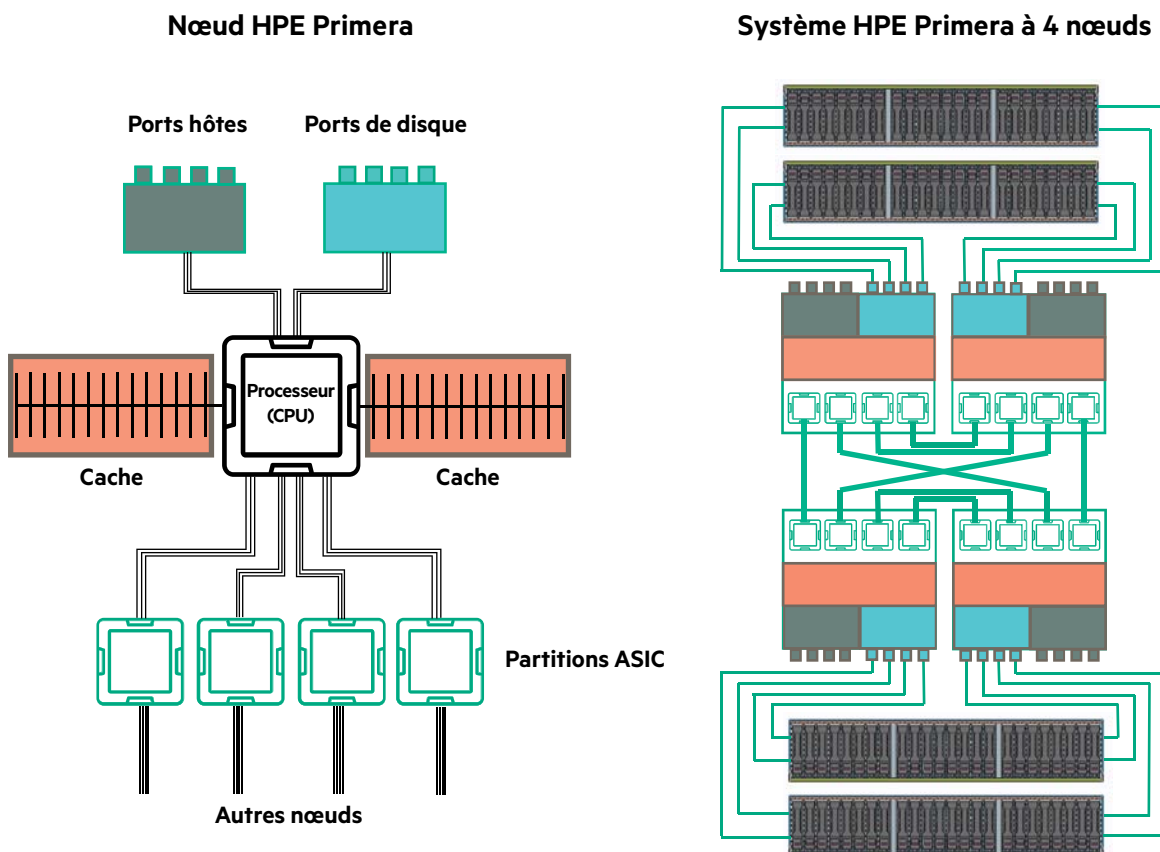 Nœud HPE Primera
Système HPE Primera à 4 nœuds
Ports hôtes
Ports de disque
Processeur
(CPU)
Cache
Cache
Partitions ASIC
Autres nœuds